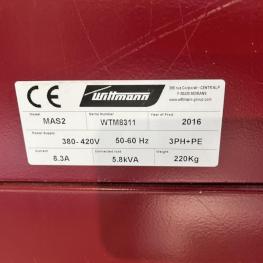 CE wittmann
www.wittmann-group.com
Model Serial Number Year of Prod
MAS2 WTM8311 2016
Power Supply
380-420V 50-60 Hz 3PH+PE
Current Connected load Weight
8.3A 5.8kVA 220Kg